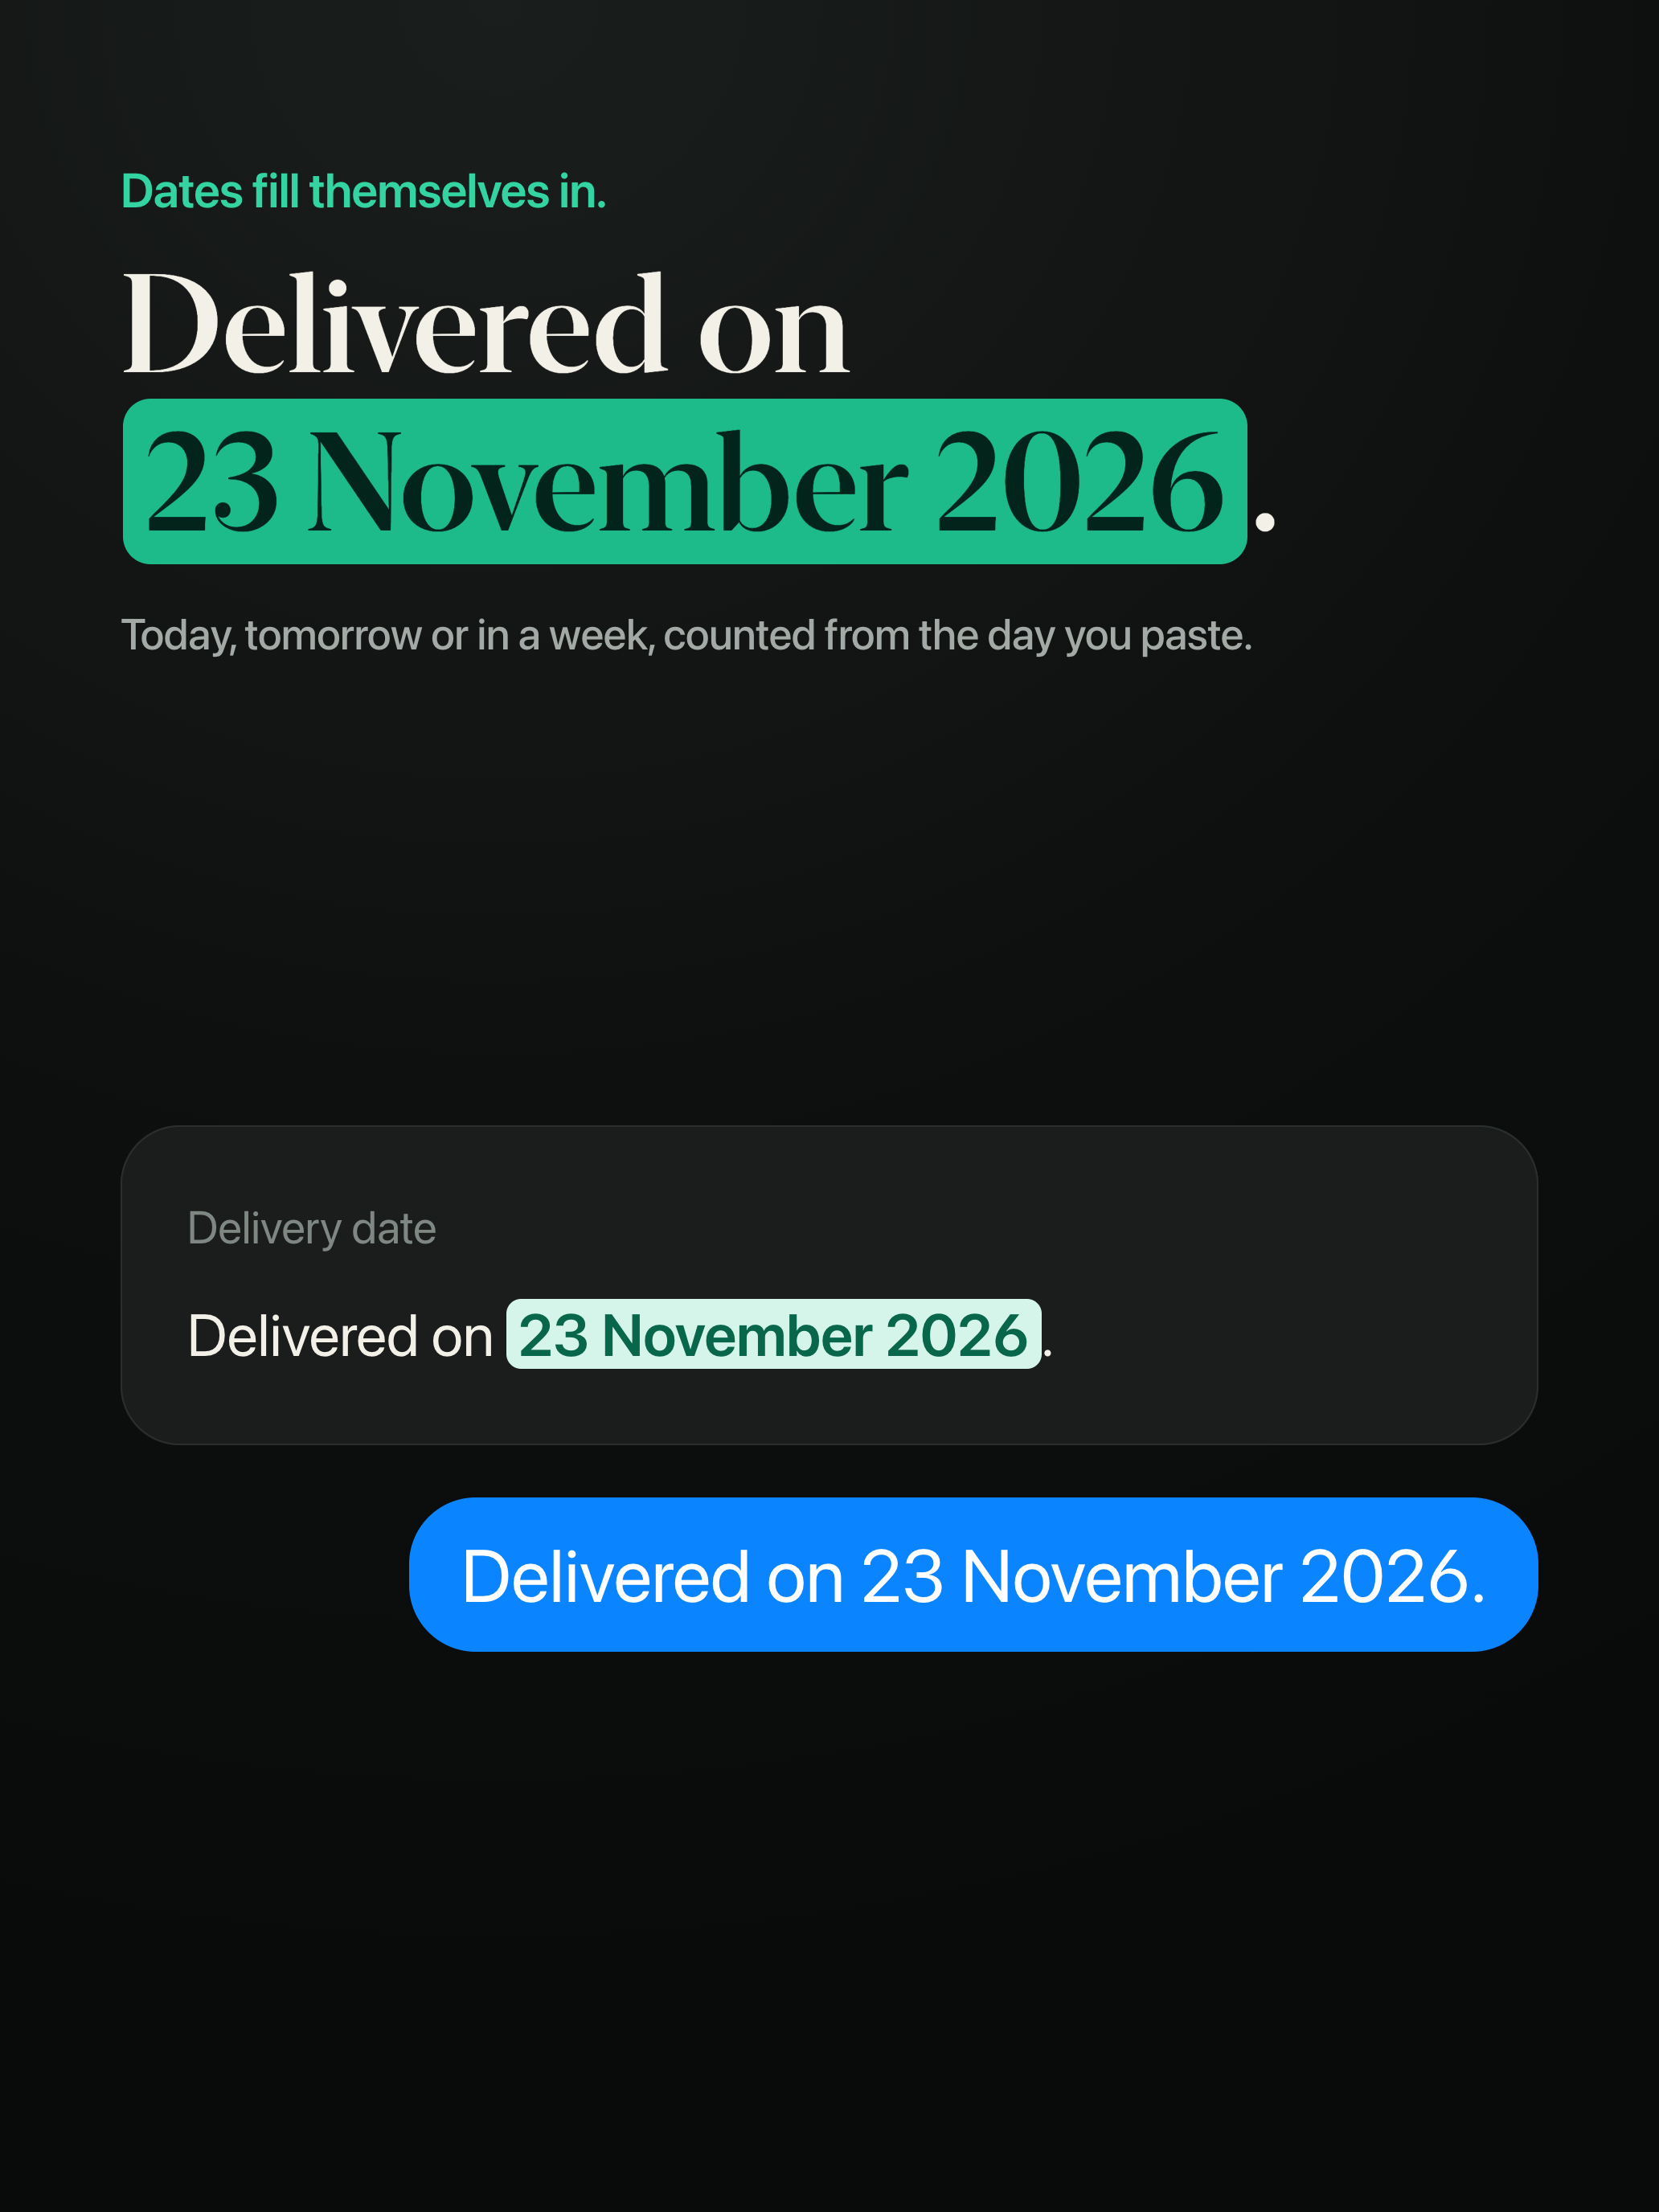 Dates fill themselves in.
Delivered on
23 November 2026.
Today, tomorrow or in a week, counted from the day you paste.
Delivery date
Delivered on 23 November 2026.
Delivered on 23 November 2026.